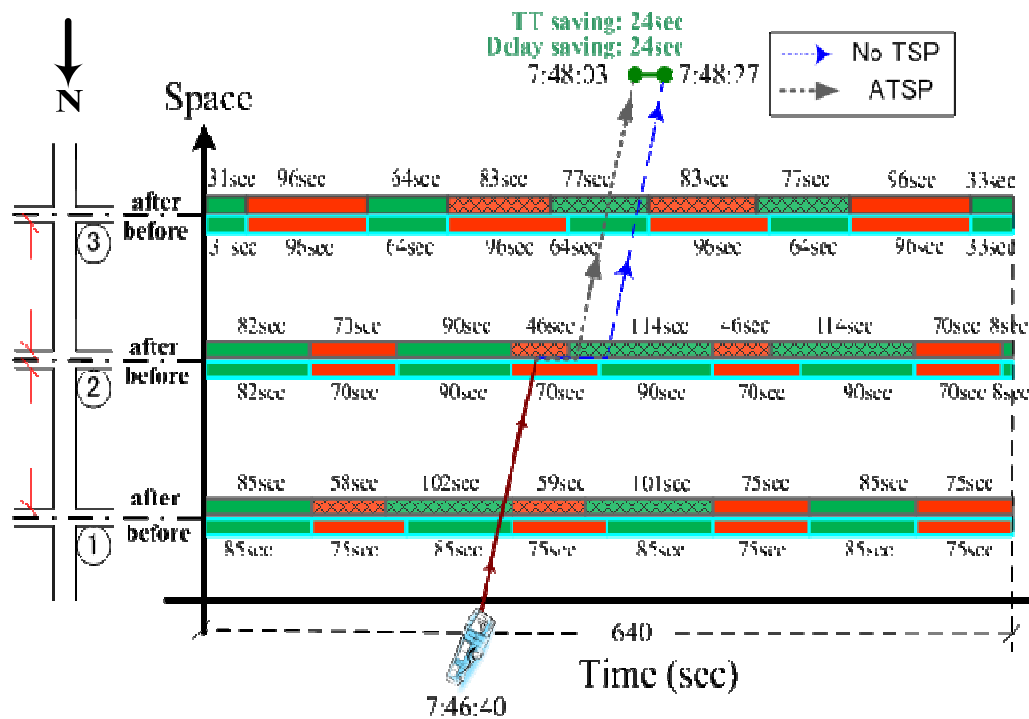 TT saving: 24sec
Delay saving: 24sec
7:48:03
7:48:27
No TSP
ATSP
N
Space
31sec 96sec 64sec 83sec 77sec 83sec 77sec 96sec 33sec
after
before
③
96sec 64sec 96sec 64sec 96sec 64sec 96sec 33sec
82sec 70sec 90sec 46sec 114sec 46sec 114sec 70sec 8sec
after
before
②
82sec 70sec 90sec 70sec 90sec 70sec 90sec 70sec 8sec
85sec 58sec 102sec 59sec 101sec 75sec 85sec 75sec
after
before
①
85sec 75sec 85sec 75sec 85sec 75sec 85sec 75sec
640
Time (sec)
7:46:40